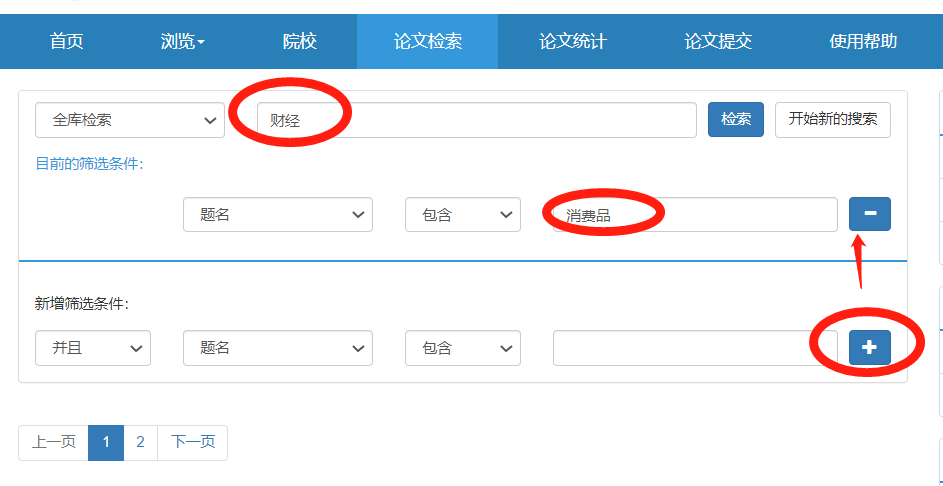 首页 浏览 院校 论文检索 论文统计 论文提交 使用帮助
全库检索 财经 检索 开始新的搜索
目前的筛选条件:
题名 包含 消费品
新增筛选条件:
并且 题名 包含
上一页 1 2 下一页